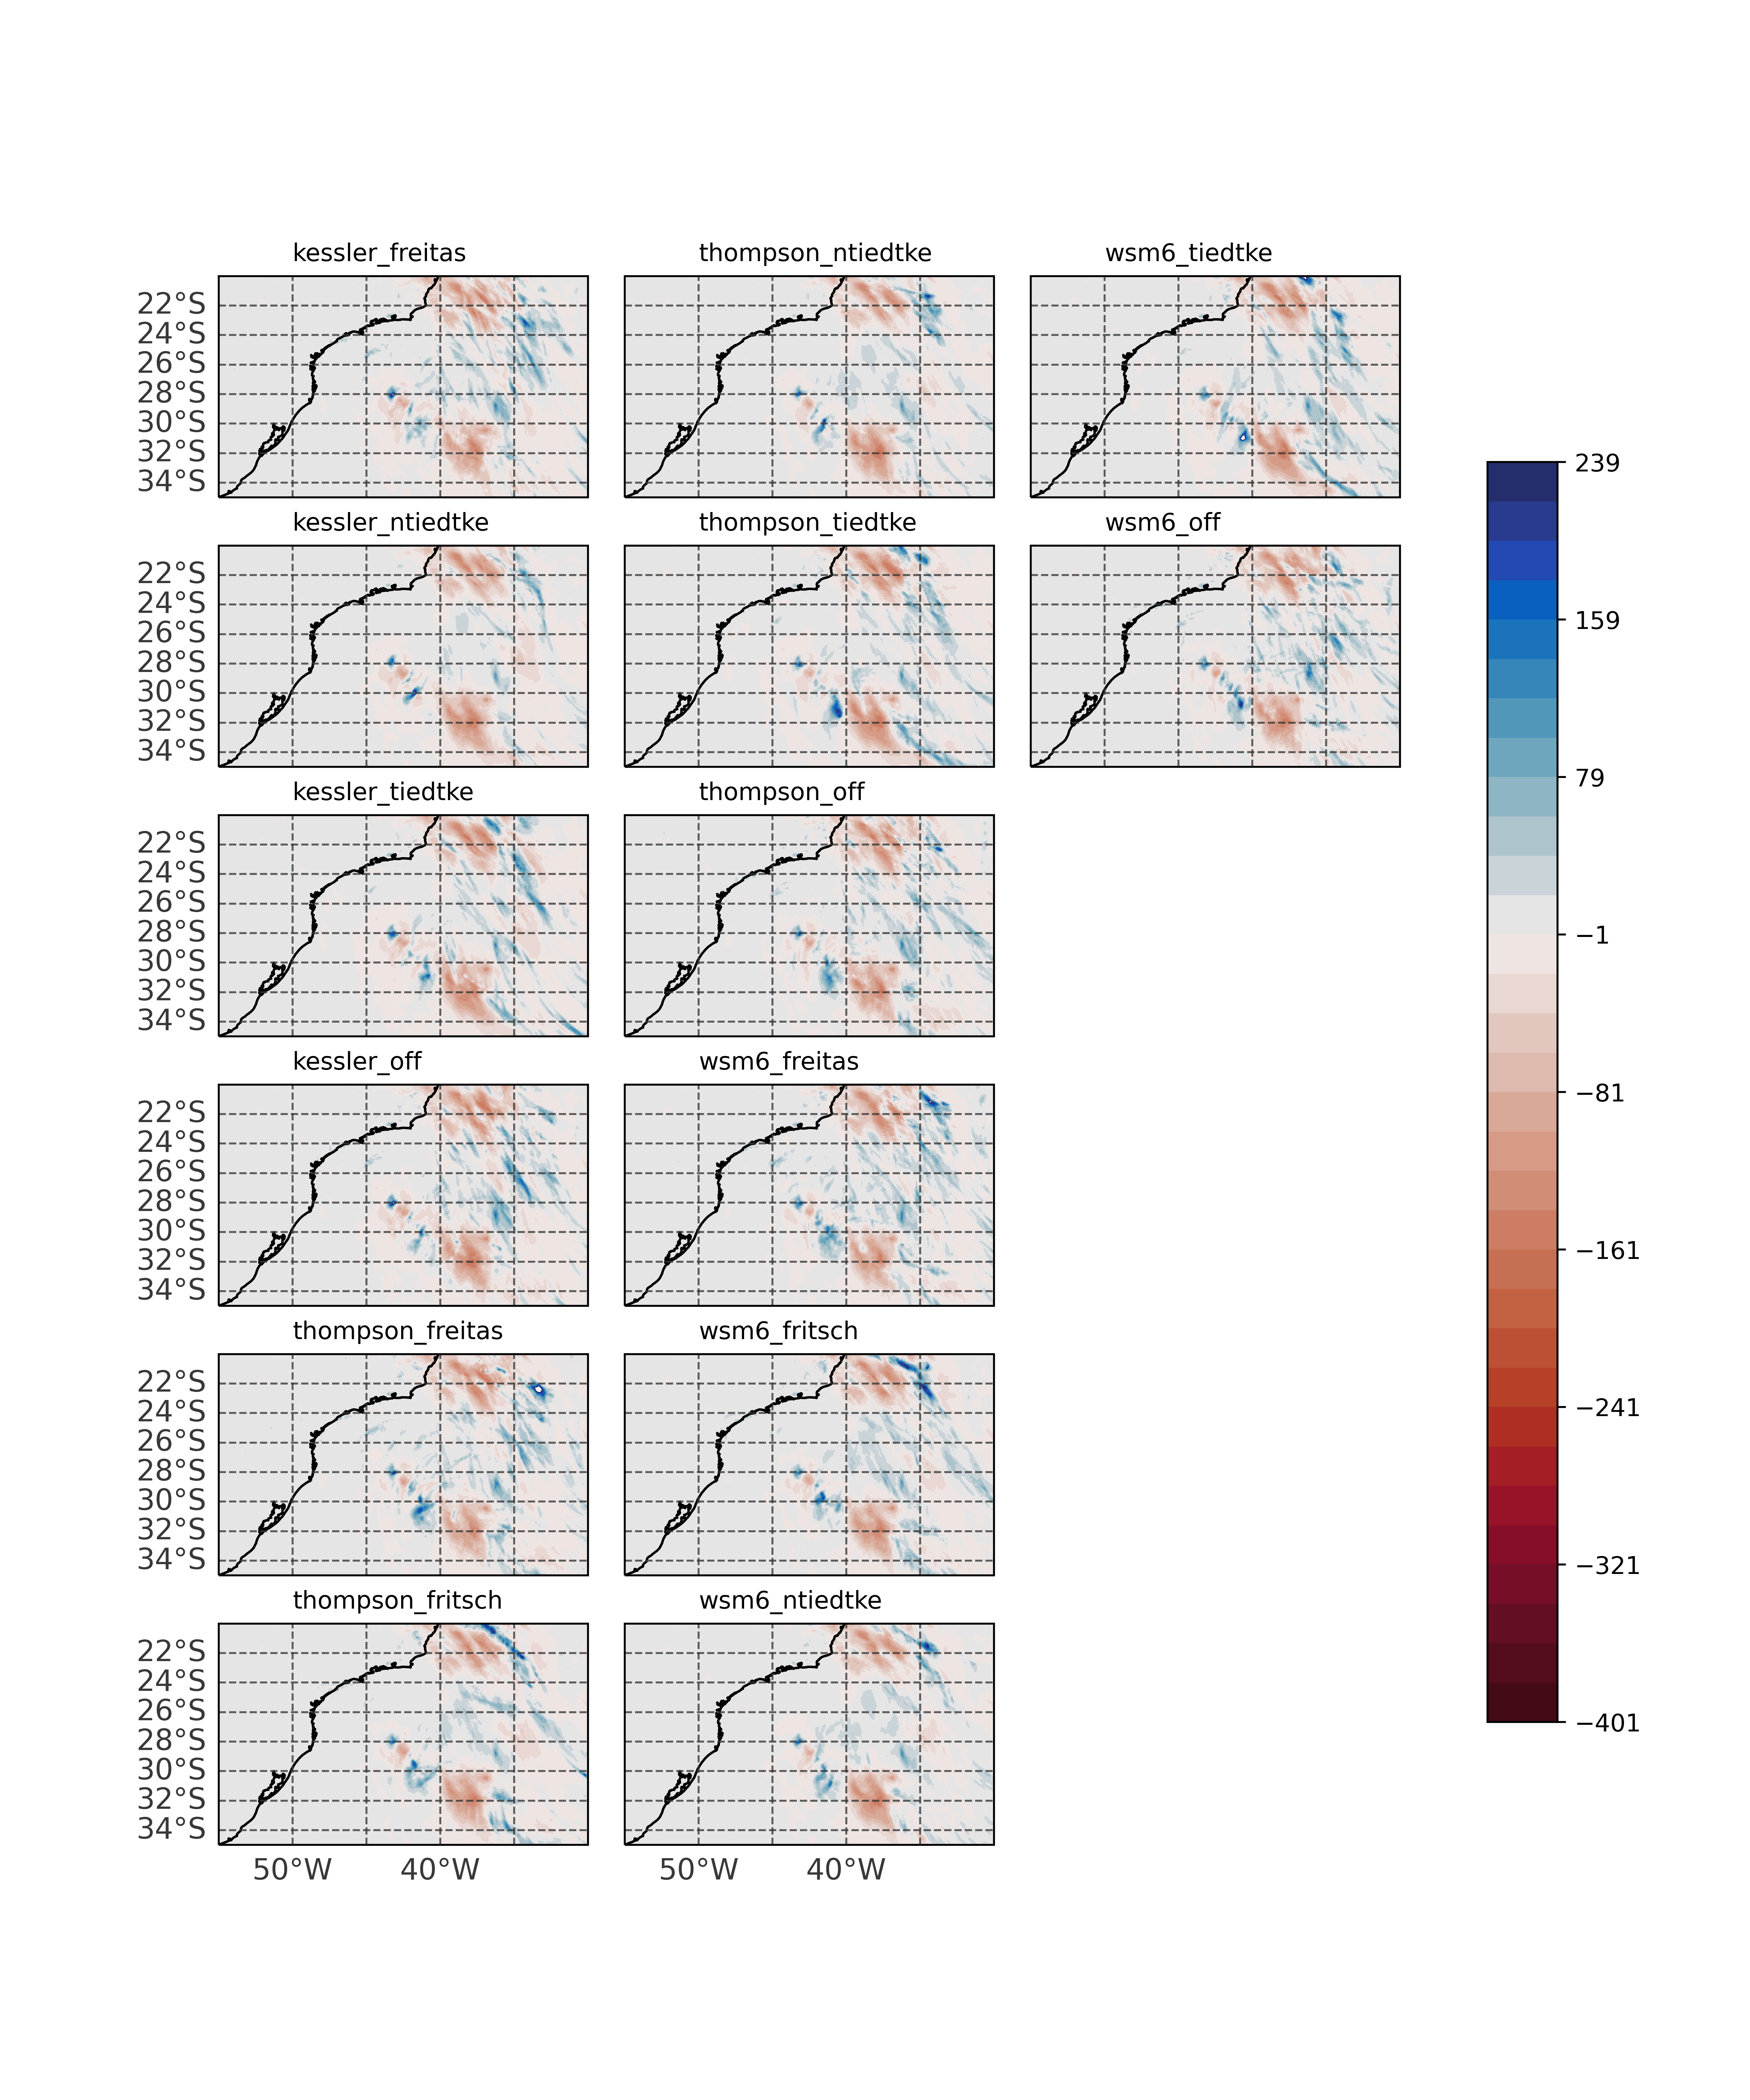 kessler_freitas thompson_ntiedtke wsm6_tiedtke
22°S
24°S
26°S
28°S
30°S
32°S
34°S
kessler_ntiedtke thompson_tiedtke wsm6_off
22°S
24°S
26°S
28°S
30°S
32°S
34°S
kessler_tiedtke thompson_off
22°S
24°S
26°S
28°S
30°S
32°S
34°S
kessler_off wsm6_freitas
22°S
24°S
26°S
28°S
30°S
32°S
34°S
thompson_freitas wsm6_fritsch
22°S
24°S
26°S
28°S
30°S
32°S
34°S
thompson_fritsch wsm6_ntiedtke
22°S
24°S
26°S
28°S
30°S
32°S
34°S
50°W 40°W 50°W 40°W
239
159
79
−1
−81
−161
−241
−321
−401